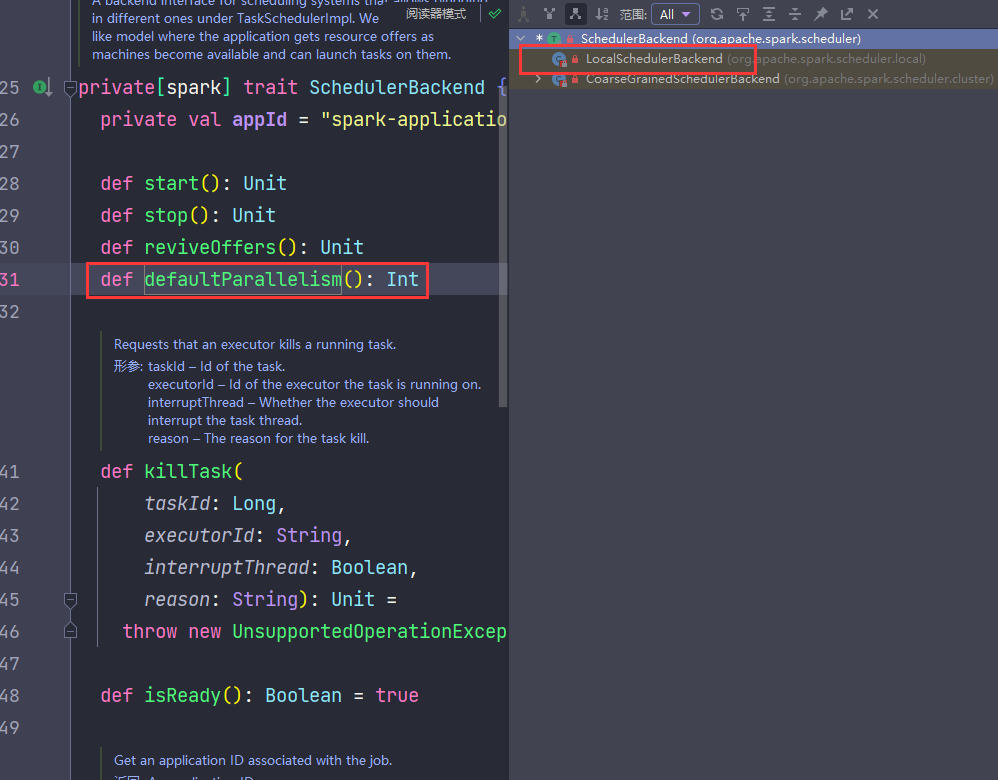 A backend interface for scheduling systems that allows plugging
in different ones under TaskSchedulerImpl. We
like model where the application gets resource offers as
machines become available and can launch tasks on them.
阅读器模式
25 private[spark] trait SchedulerBackend {
26 private val appId = "spark-applicatio
27
28 def start(): Unit
29 def stop(): Unit
30 def reviveOffers(): Unit
31 def defaultParallelism(): Int
32
Requests that an executor kills a running task.
形参: taskId – Id of the task.
executorId – Id of the executor the task is running on.
interruptThread – Whether the executor should
interrupt the task thread.
reason – The reason for the task kill.
41 def killTask(
42 taskId: Long,
43 executorId: String,
44 interruptThread: Boolean,
45 reason: String): Unit =
46 throw new UnsupportedOperationExcep
47
48 def isReady(): Boolean = true
49
Get an application ID associated with the job.
范围: All
* SchedulerBackend (org.apache.spark.scheduler)
LocalSchedulerBackend (org.apache.spark.scheduler.local)
CoarseGrainedSchedulerBackend (org.apache.spark.scheduler.cluster)